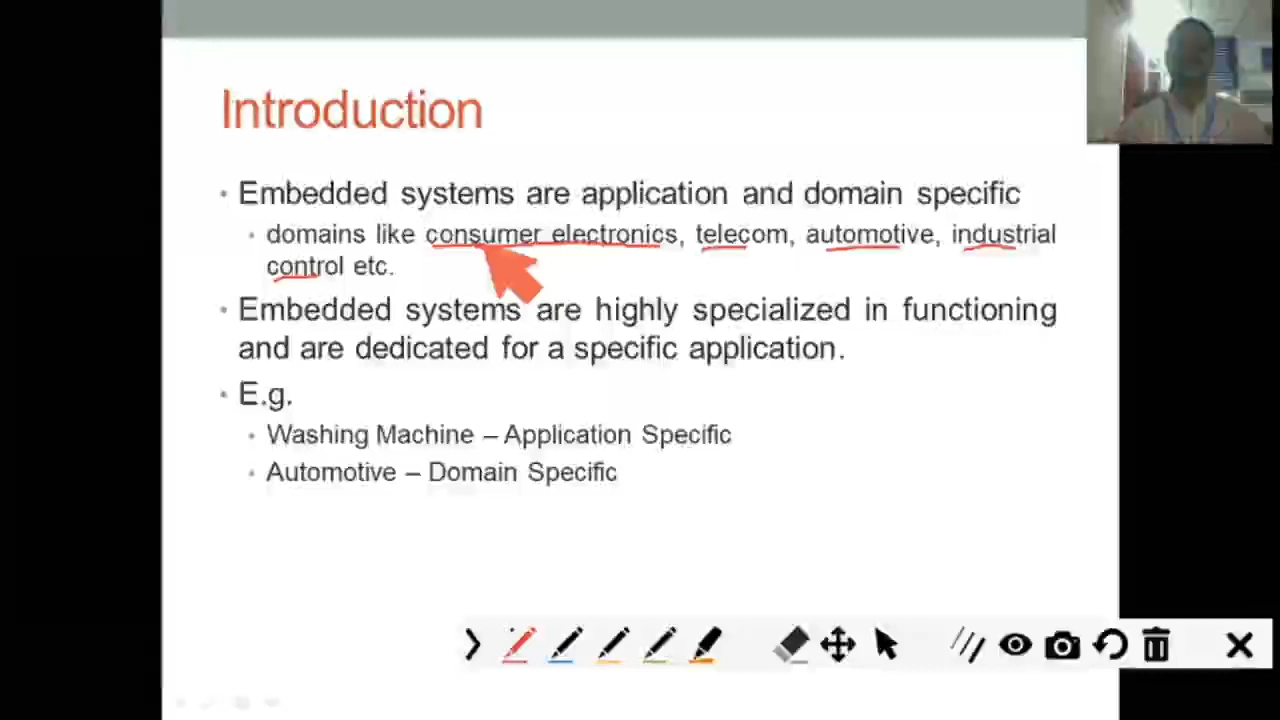 Introduction
Embedded systems are application and domain specific
domains like consumer electronics, telecom, automotive, industrial
control etc.
Embedded systems are highly specialized in functioning
and are dedicated for a specific application.
E.g.
Washing Machine – Application Specific
Automotive – Domain Specific